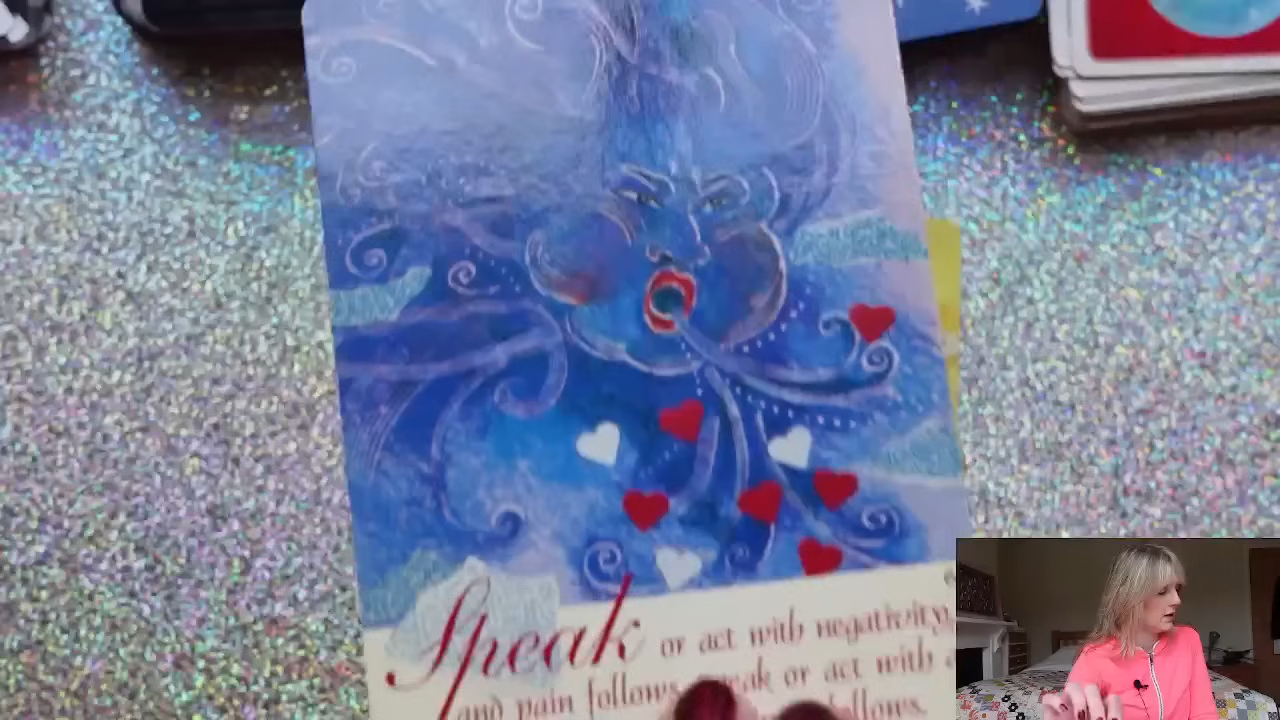 Speak or act with negativity,
and pain follows. Speak or act with
follows.